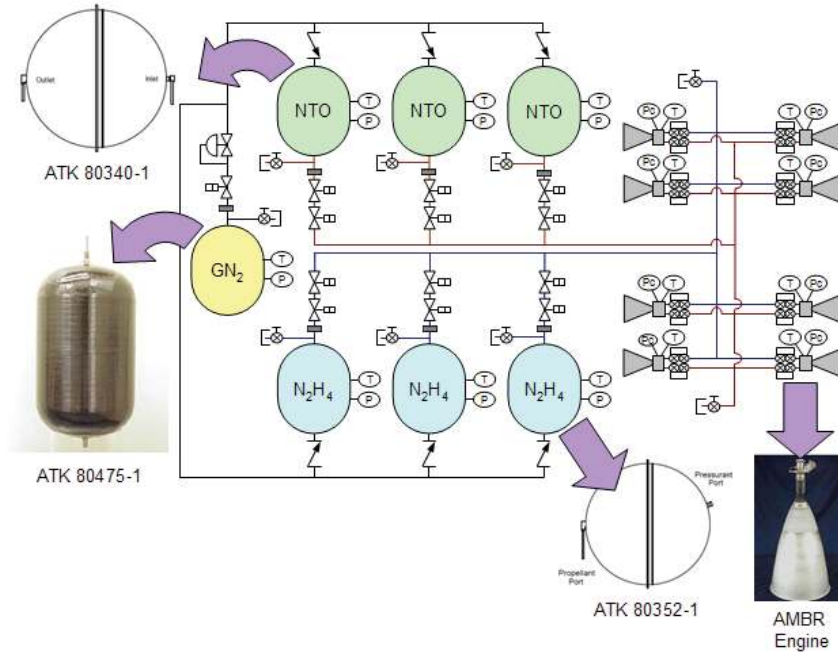 Outlet
Inlet
ATK 80340-1
NTO
T
P
NTO
T
P
NTO
T
P
GN2
T
P
ATK 80475-1
N2H4
T
P
N2H4
T
P
N2H4
T
P
Pc
T
T
Pc
Pc
T
T
Pc
Pc
T
T
Pc
Pc
T
T
Pc
Pressurant
Port
Propellant
Port
ATK 80352-1
AMBR
Engine